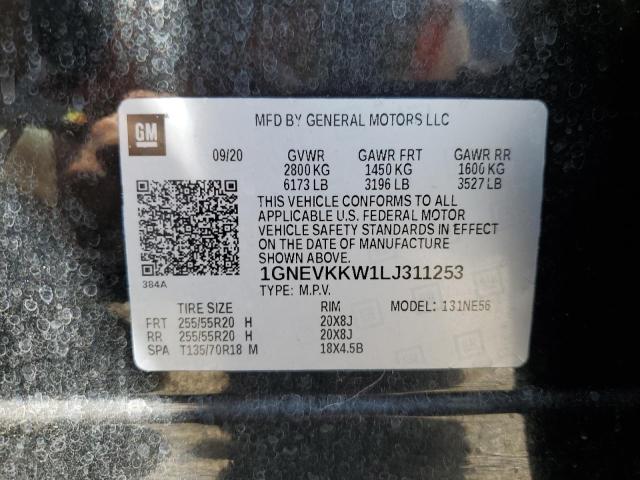 GM
MFD BY GENERAL MOTORS LLC
09/20 GVWR GAWR FRT GAWR RR
2800 KG 1450 KG 1600 KG
6173 LB 3196 LB 3527 LB
THIS VEHICLE CONFORMS TO ALL
APPLICABLE U.S. FEDERAL MOTOR
VEHICLE SAFETY STANDARDS IN EFFECT
ON THE DATE OF MANUFACTURE
SHOWN ABOVE.
384A
1GNEVKKW1LJ311253
TYPE: M.P.V.
TIRE SIZE RIM MODEL: 131NE56
FRT 255/55R20 H 20X8J
RR 255/55R20 H 20X8J
SPA T135/70R18 M 18X4.5B